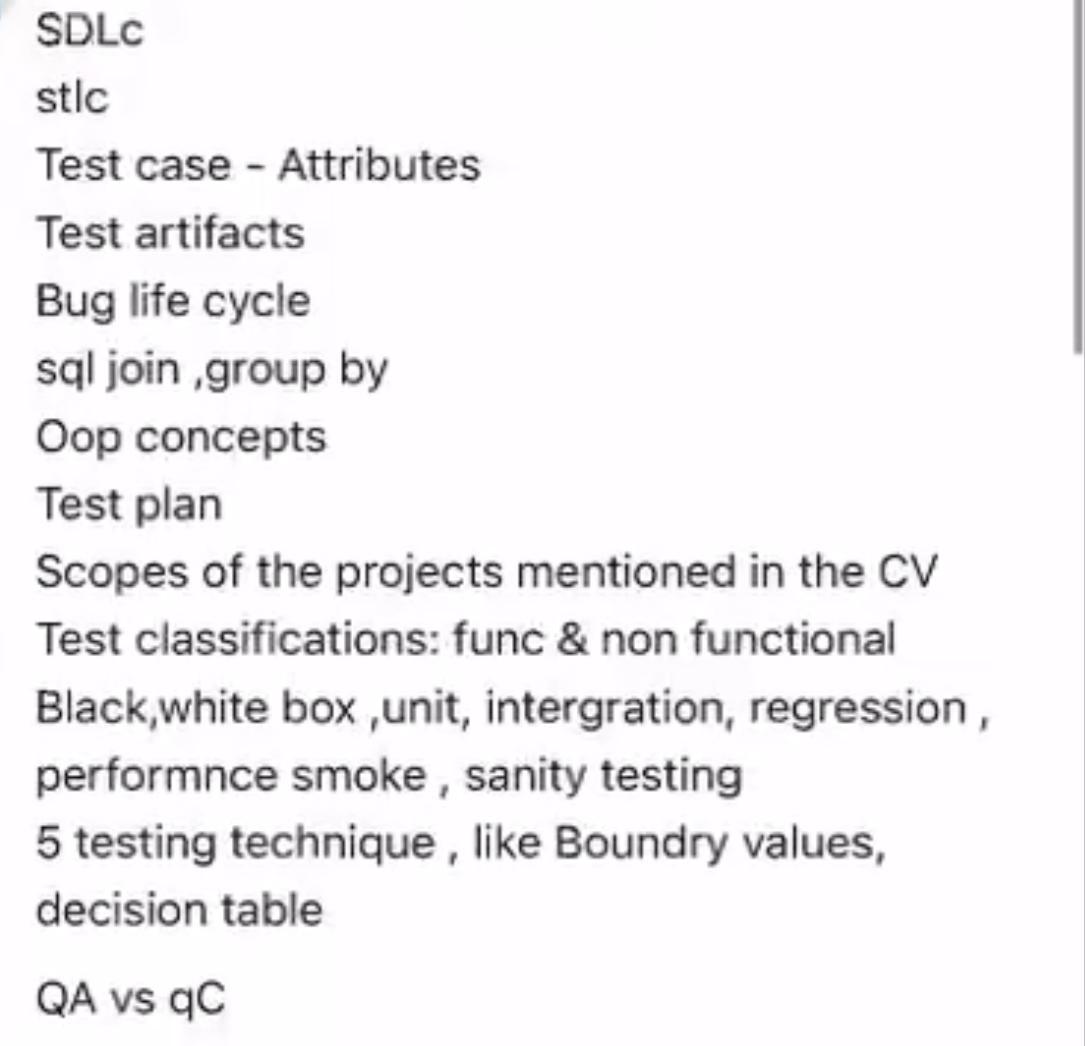 SDLc
stlc
Test case - Attributes
Test artifacts
Bug life cycle
sql join ,group by
Oop concepts
Test plan
Scopes of the projects mentioned in the CV
Test classifications: func & non functional
Black,white box ,unit, intergration, regression ,
performnce smoke , sanity testing
5 testing technique , like Boundry values,
decision table
QA vs qC